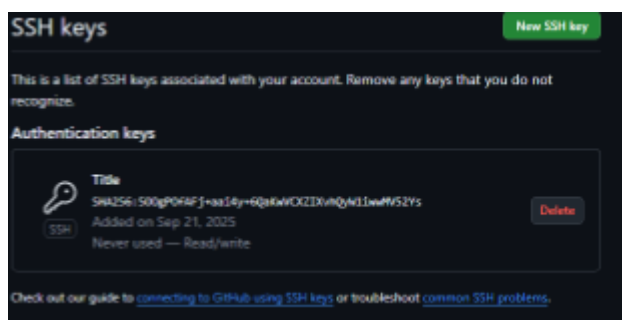 SSH keys
New SSH key
This is a list of SSH keys associated with your account. Remove any keys that you do not
recognize.
Authentication keys
Title
SSH
Added on Sep 21, 2025
Never used — Read/write
Delete
Check out our guide to connecting to GitHub using SSH keys or troubleshoot common SSH problems.